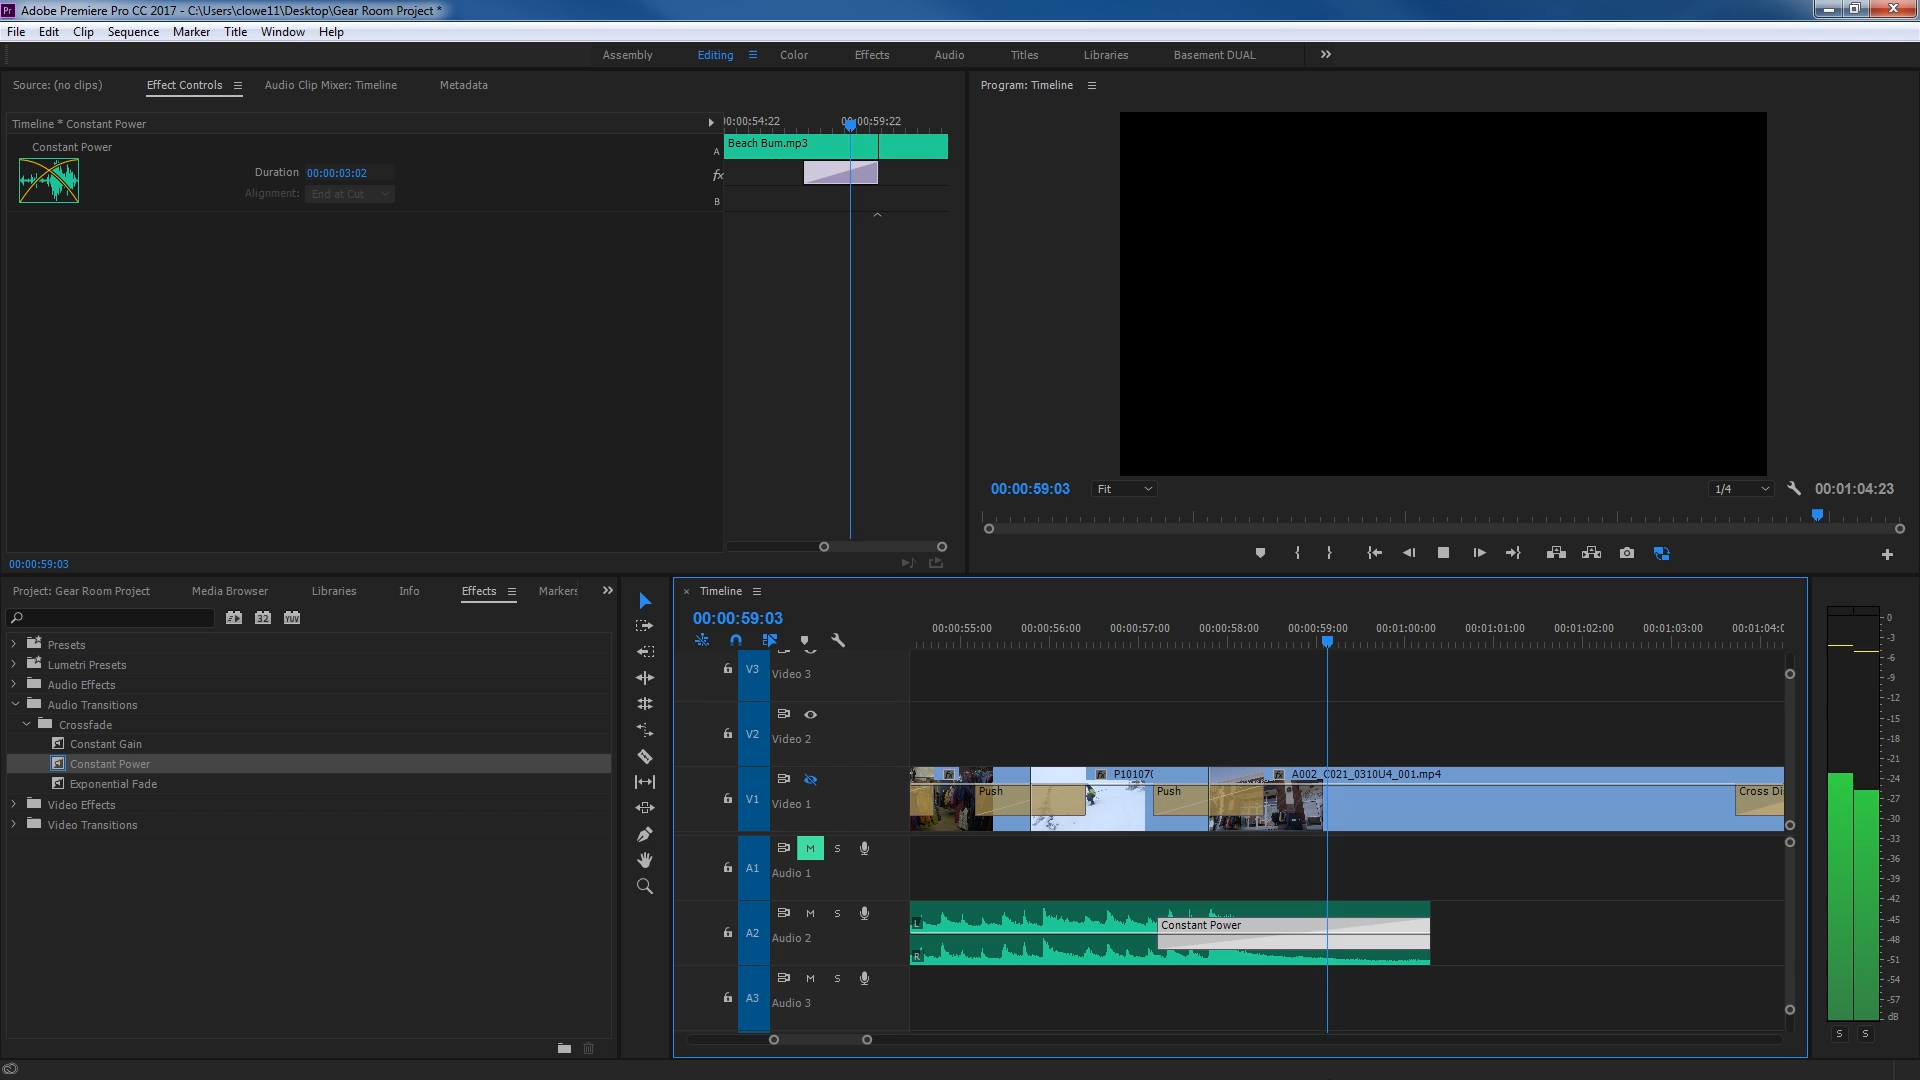 Adobe Premiere Pro CC 2017 - C:\Users\clowe11\Desktop\Gear Room Project *
File Edit Clip Sequence Marker Title Window Help
Assembly Editing Color Effects Audio Titles Libraries Basement DUAL
Source: (no clips) Effect Controls Audio Clip Mixer: Timeline Metadata
Timeline * Constant Power
Constant Power
Duration 00:00:03:02
Alignment: End at Cut
00:00:54:22 00:00:59:22
A Beach Bum.mp3
fx
B
00:00:59:03
Program: Timeline
00:00:59:03 Fit 1/4 00:01:04:23
Project: Gear Room Project Media Browser Libraries Info Effects Markers
32 YUV
Presets
Lumetri Presets
Audio Effects
Audio Transitions
Crossfade
Constant Gain
Constant Power
Exponential Fade
Video Effects
Video Transitions
Timeline
00:00:59:03
00:00:55:00 00:00:56:00 00:00:57:00 00:00:58:00 00:00:59:00 00:01:00:00 00:01:01:00 00:01:02:00 00:01:03:00 00:01:04:0
V3 Video 3
V2 Video 2
V1 Video 1
fx fx P10107( fx A002_C021_0310U4_001.mp4
Push Push Cross Di
A1 M S Audio 1
A2 M S Audio 2
L Constant Power
R
A3 M S Audio 3
0
-3
-6
-9
-12
-15
-18
-21
-24
-27
-30
-33
-36
-39
-42
-45
-48
-51
-54
-57
dB
S S